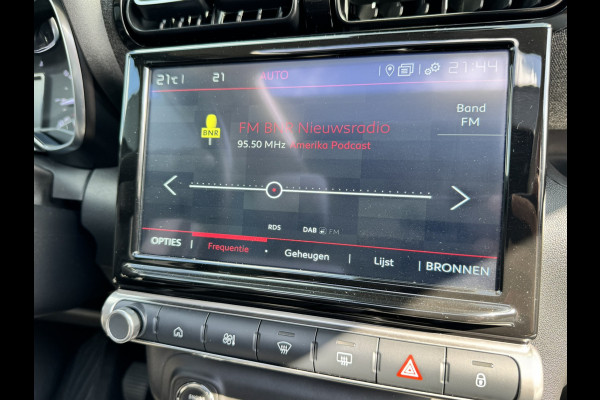 21°C 21 AUTO 21:44
Band
FM
BNR
FM BNR Nieuwsradio
95.50 MHz Amerika Podcast
RDS DAB FM
OPTIES Frequentie Geheugen Lijst BRONNEN